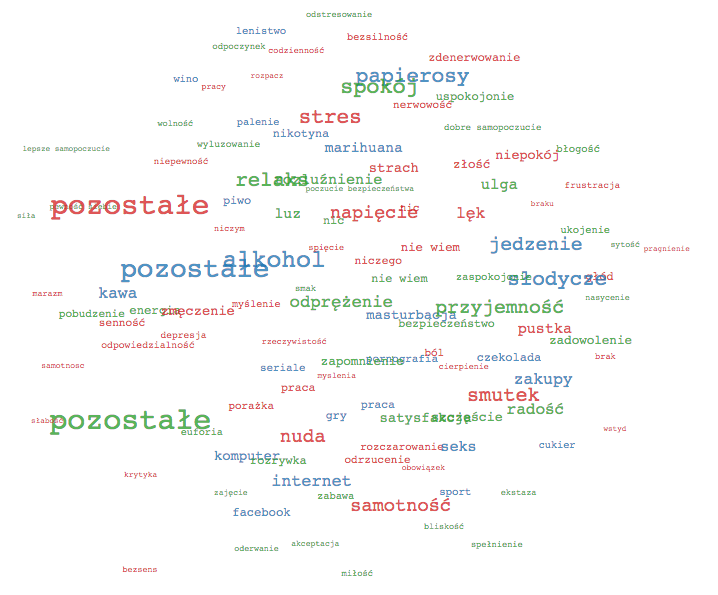 odstresowanie
lenistwo
bezsilność
odpoczynek
codzienność
zdenerwowanie
wino
rozpacz
papierosy
pracy
spokój
uspokojonie
nerwowość
stres
wolność
palenie
dobre samopoczucie
nikotyna
wyluzowanie
marihuana
lepsze samopoczucie
błogość
niepewność
niepokój
złość
strach
relaks
rozluźnienie
ulga
frustracja
poczucie bezpieczeństwa
piwo
pozostałe
braku
siła
luz
napięcie
nic
lęk
nic
niczym
ukojenie
spięcie
nie wiem
jedzenie
sytość
pragnienie
alkohol
niczego
pozostałe
nie wiem
zaspokojenie
słodycze
głód
smak
marazm
kawa
nasycenie
myślenie
odprężenie
przyjemność
pobudzenie
energia
zmęczenie
masturbacja
senność
bezpieczeństwo
pustka
depresja
odpowiedzialność
rzeczywistość
zadowolenie
ból
zapomnienie
pornografia
czekolada
brak
samotnosc
seriale
cierpienie
myslenia
zakupy
praca
smutek
porażka
praca
radość
gry
satysfakcja
szczęście
słabość
pozostałe
wstyd
euforia
nuda
rozczarowanie
seks
cukier
komputer
rozrywka
odrzucenie
obowiązek
krytyka
internet
zajęcie
zabawa
sport
ekstaza
samotność
facebook
bliskość
akceptacja
oderwanie
spełnienie
bezsens
miłość